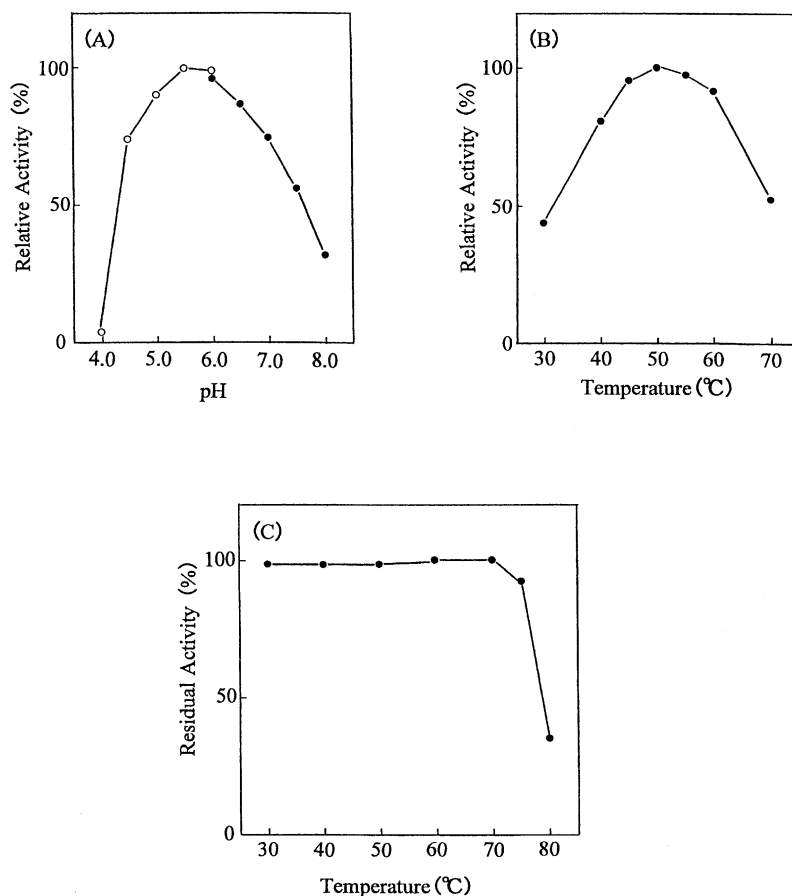 (A)
Relative Activity (%)
100
50
0
4.0 5.0 6.0 7.0 8.0
pH
(B)
Relative Activity (%)
100
50
0
30 40 50 60 70
Temperature(℃)
(C)
Residual Activity (%)
100
50
0
30 40 50 60 70 80
Temperature(℃)